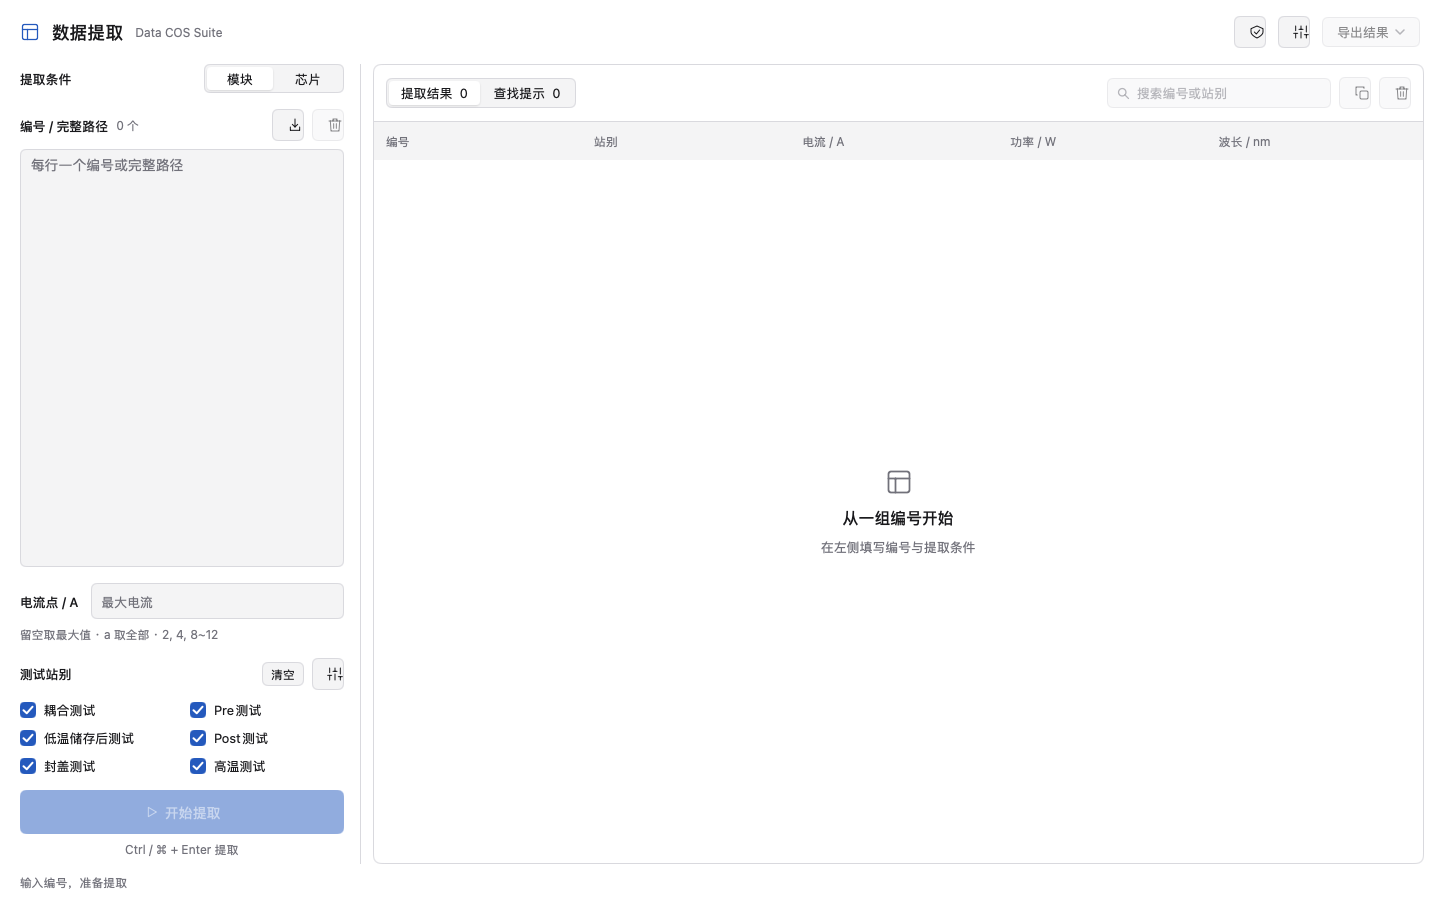 数据提取 Data COS Suite 导出结果
提取条件 模块 芯片
编号 / 完整路径 0 个
每行一个编号或完整路径
电流点 / A 最大电流
留空取最大值 · a 取全部 · 2, 4, 8~12
测试站别 清空
耦合测试 Pre 测试
低温储存后测试 Post 测试
封盖测试 高温测试
开始提取
Ctrl / ⌘ + Enter 提取
输入编号，准备提取
提取结果 0 查找提示 0 搜索编号或站别
编号 站别 电流 / A 功率 / W 波长 / nm
从一组编号开始
在左侧填写编号与提取条件